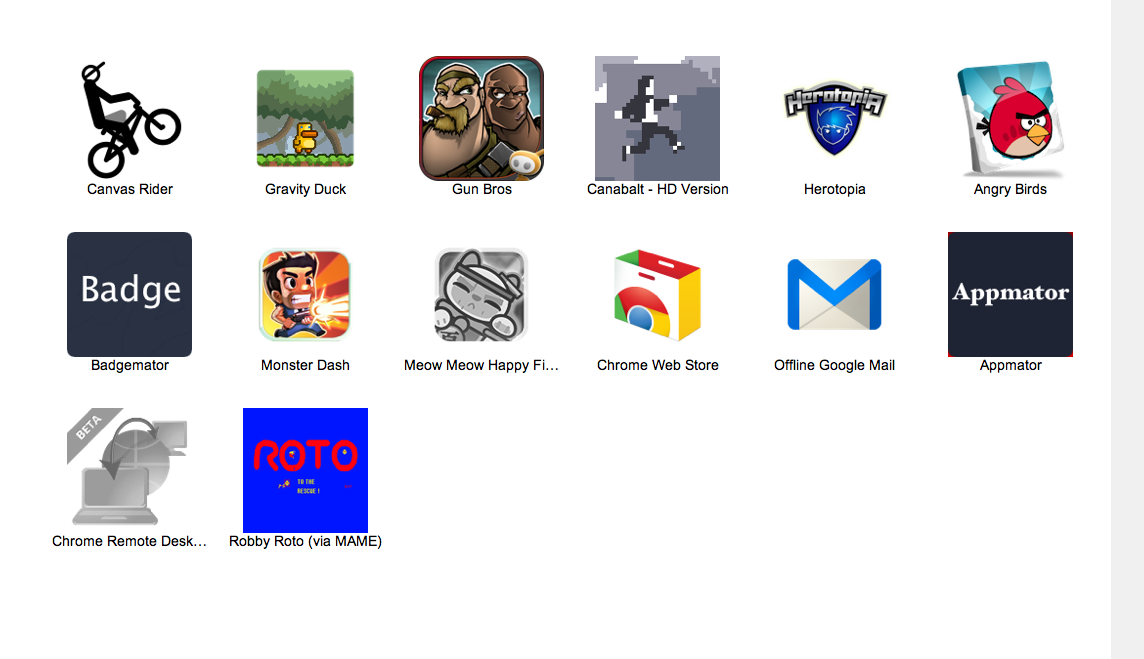 Herotopia
Canvas Rider
Gravity Duck
Gun Bros
Canabalt - HD Version
Herotopia
Angry Birds
Badge
Appmator
Badgemator
Monster Dash
Meow Meow Happy Fi…
Chrome Web Store
Offline Google Mail
Appmator
BETA
ROTO
TO THE
RESCUE !
Chrome Remote Desk…
Robby Roto (via MAME)